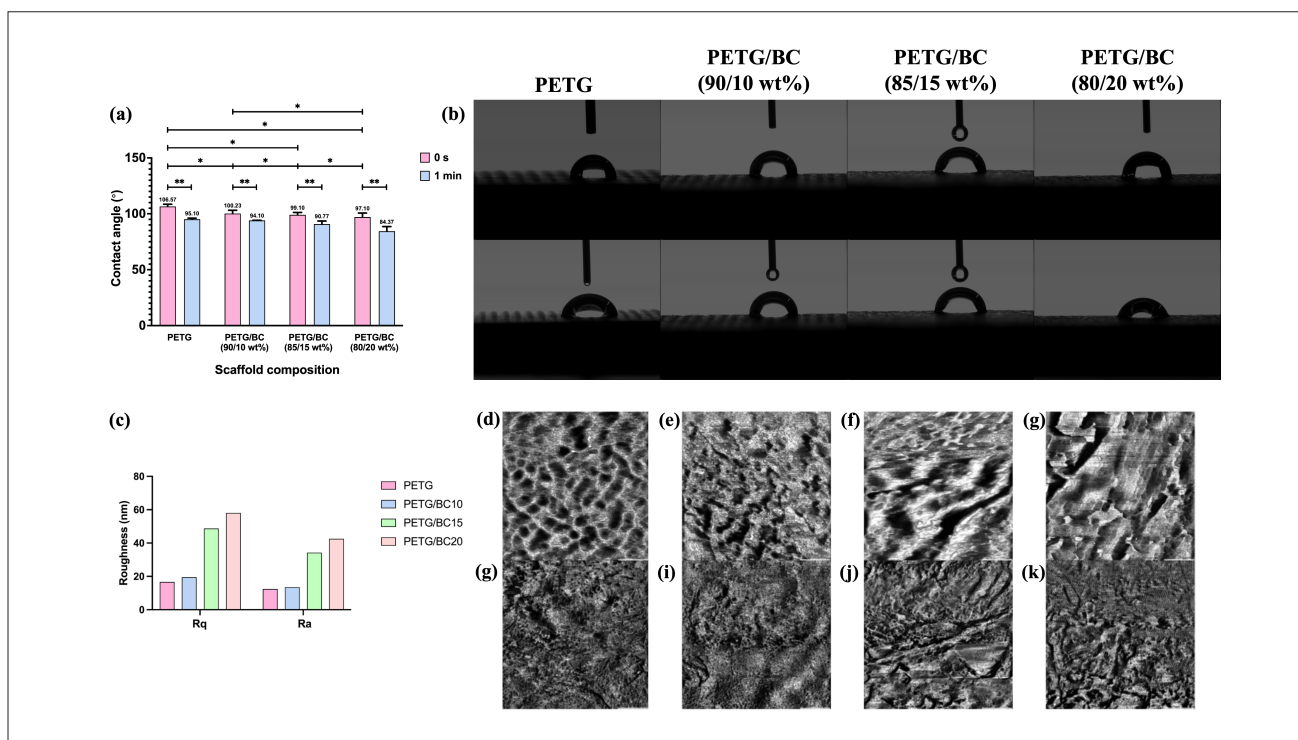 PETG
PETG/BC
(90/10 wt%)
PETG/BC
(85/15 wt%)
PETG/BC
(80/20 wt%)
(a)
*
*
*
* * *
** ** ** **
150
100
50
0
Contact angle (°)
106.57
95.10
100.23
94.10
99.10
90.77
97.10
84.37
0 s
1 min
PETG
PETG/BC
(90/10 wt%)
PETG/BC
(85/15 wt%)
PETG/BC
(80/20 wt%)
Scaffold composition
(b)
(c)
80
60
40
20
0
Roughness (nm)
Rq
Ra
PETG
PETG/BC10
PETG/BC15
PETG/BC20
(d)
(e)
(f)
(g)
(g)
(i)
(j)
(k)